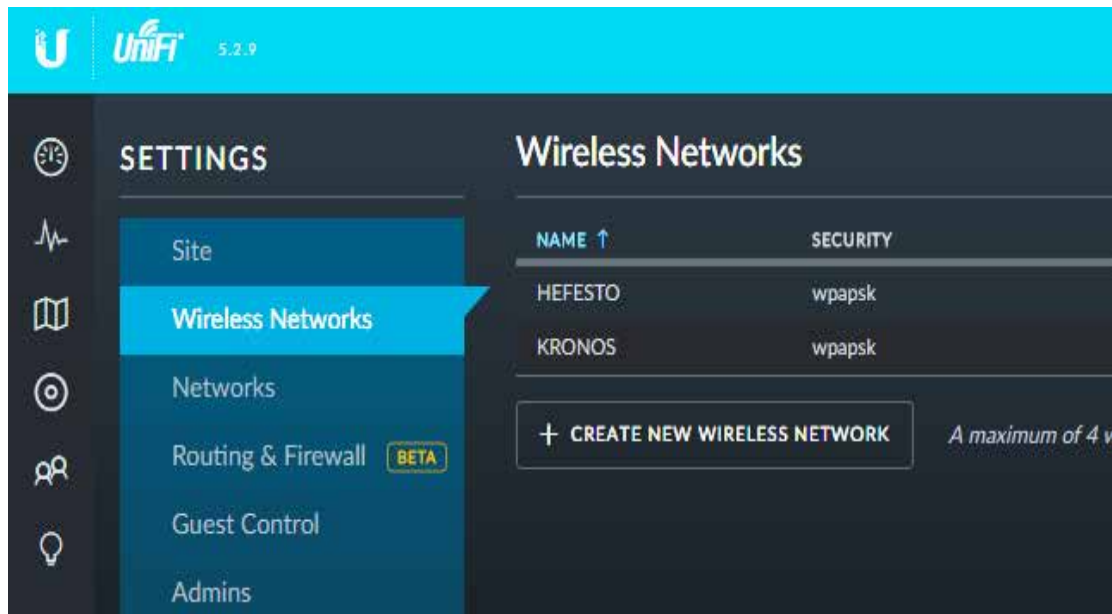 UniFi 5.2.9
SETTINGS
Site
Wireless Networks
Networks
Routing & Firewall BETA
Guest Control
Admins
Wireless Networks
NAME ↑ SECURITY
HEFESTO wpapsk
KRONOS wpapsk
+ CREATE NEW WIRELESS NETWORK A maximum of 4